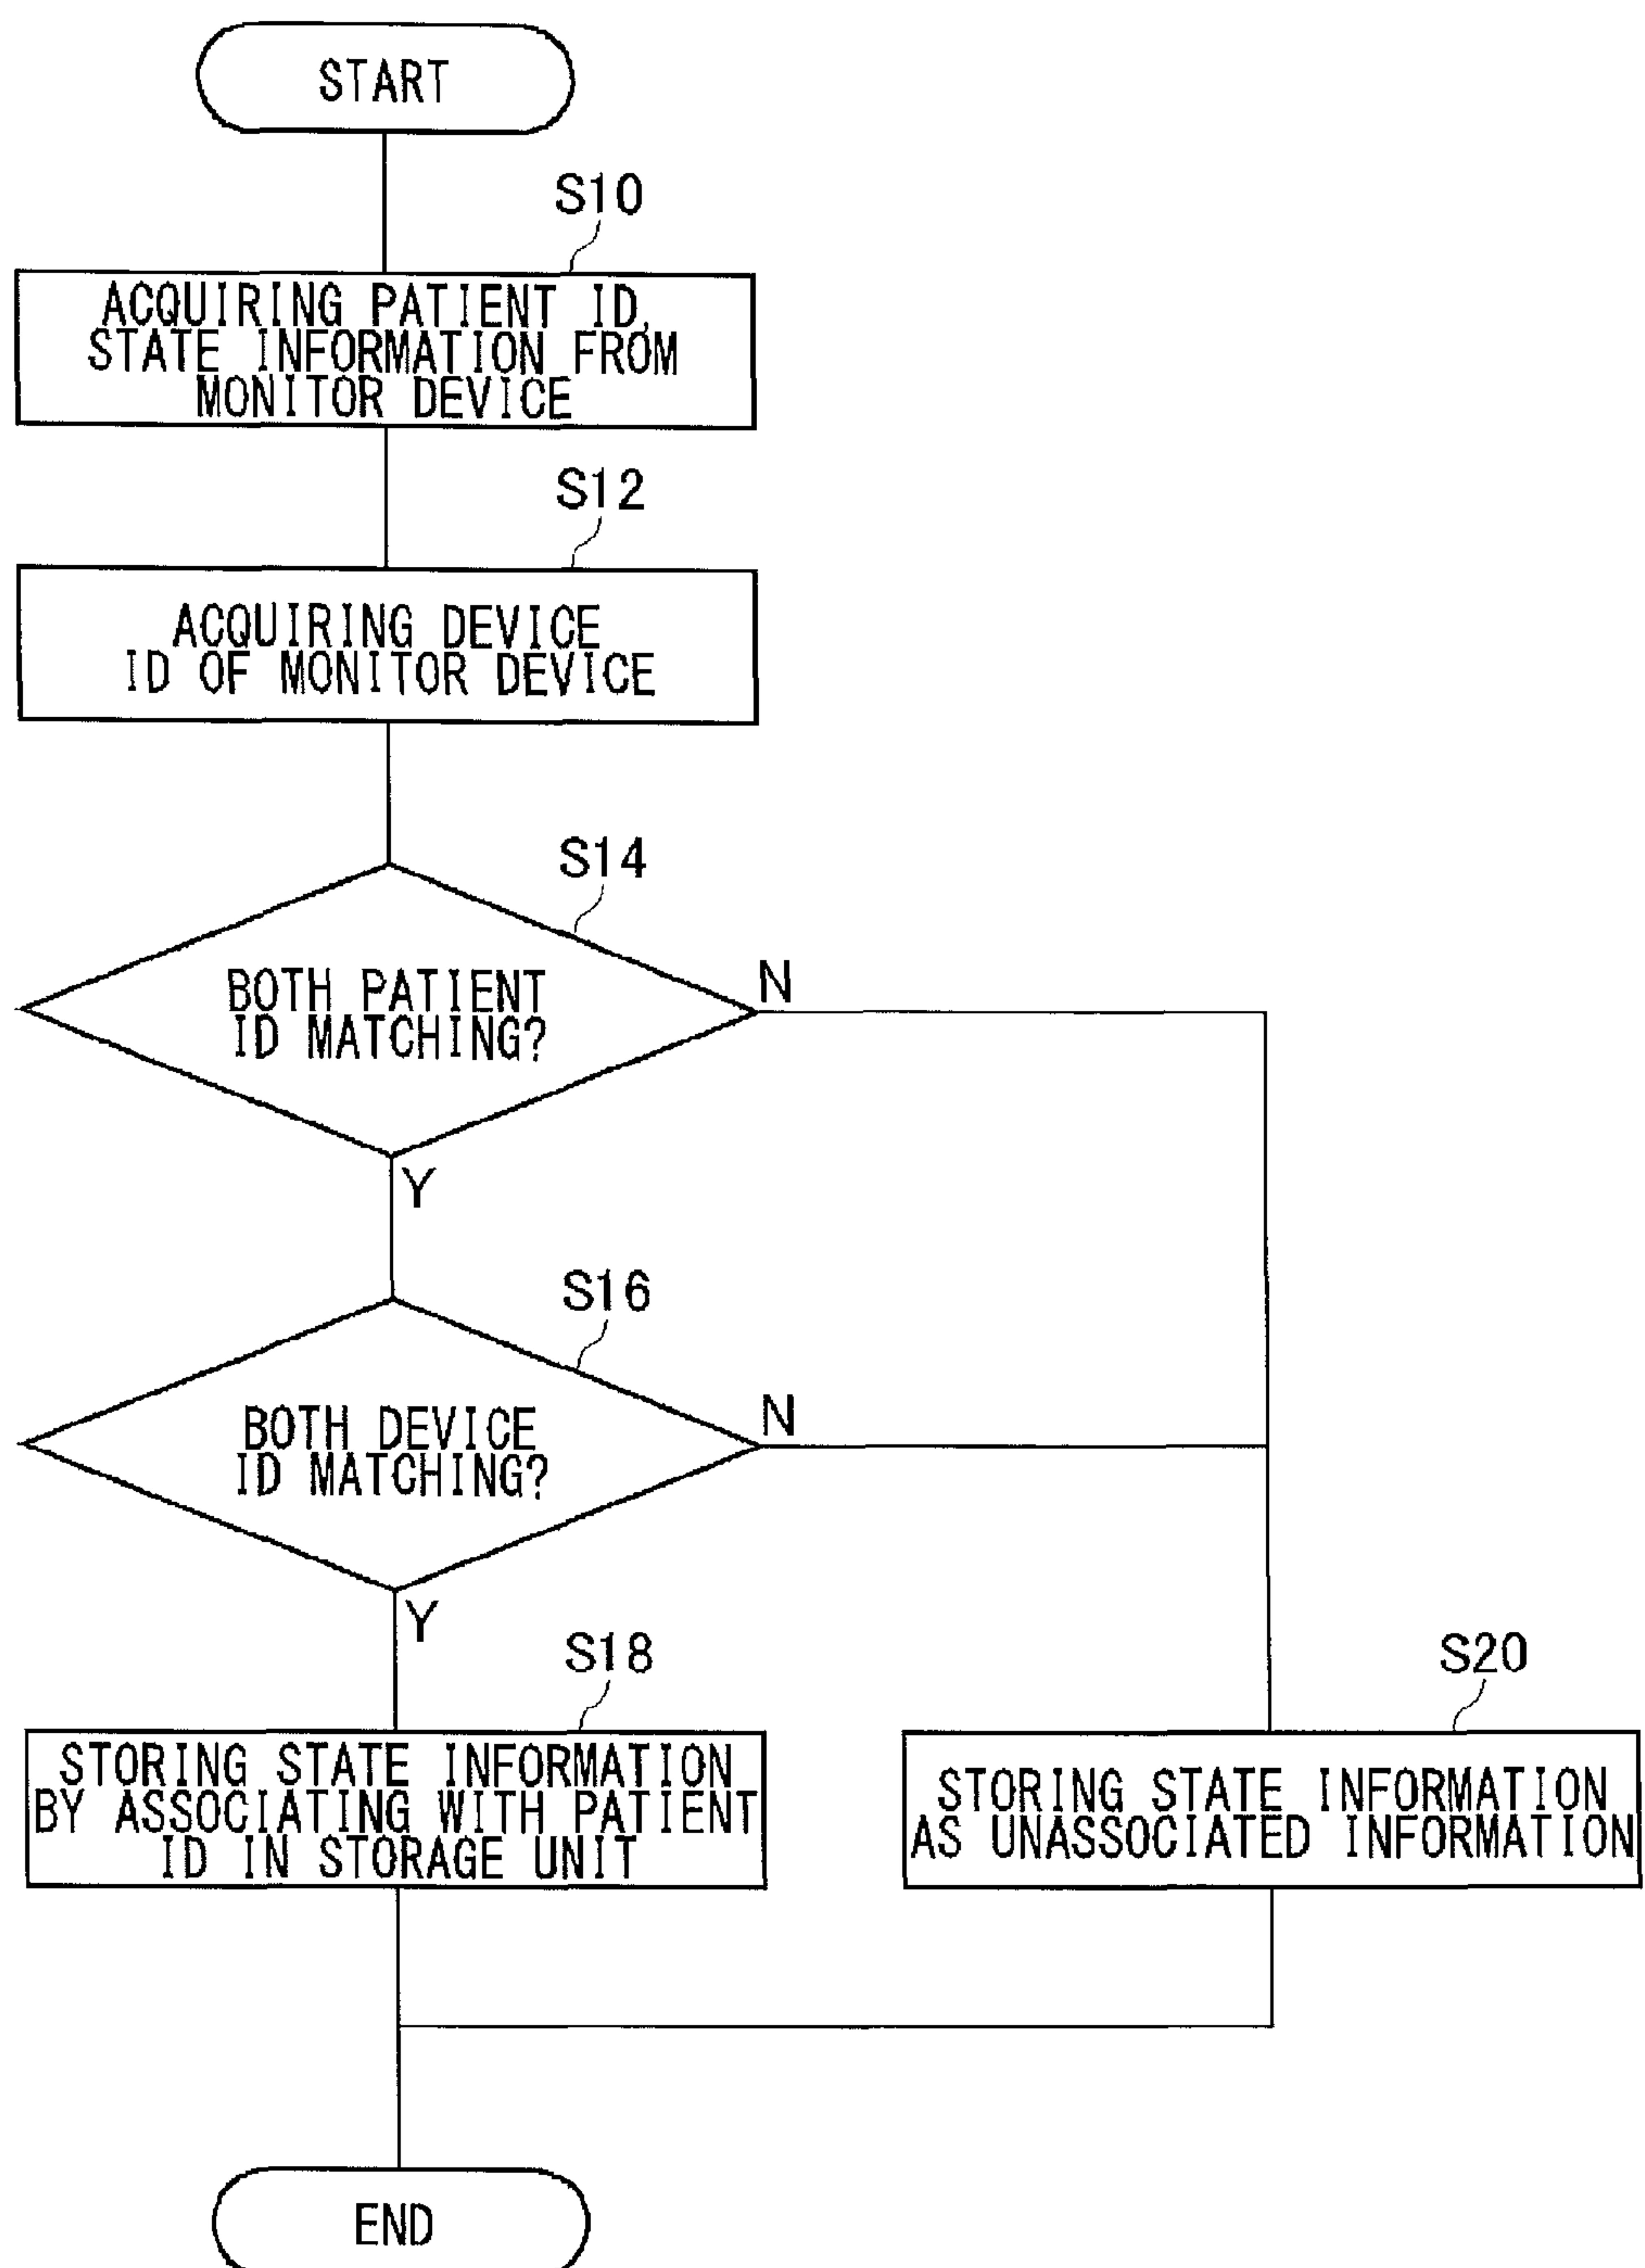 START
S10
ACQUIRING PATIENT ID,
STATE INFORMATION FROM
MONITOR DEVICE
S12
ACQUIRING DEVICE
ID OF MONITOR DEVICE
S14
BOTH PATIENT
ID MATCHING?
N
Y
S16
BOTH DEVICE
ID MATCHING?
N
Y
S18
STORING STATE INFORMATION
BY ASSOCIATING WITH PATIENT
ID IN STORAGE UNIT
S20
STORING STATE INFORMATION
AS UNASSOCIATED INFORMATION
END